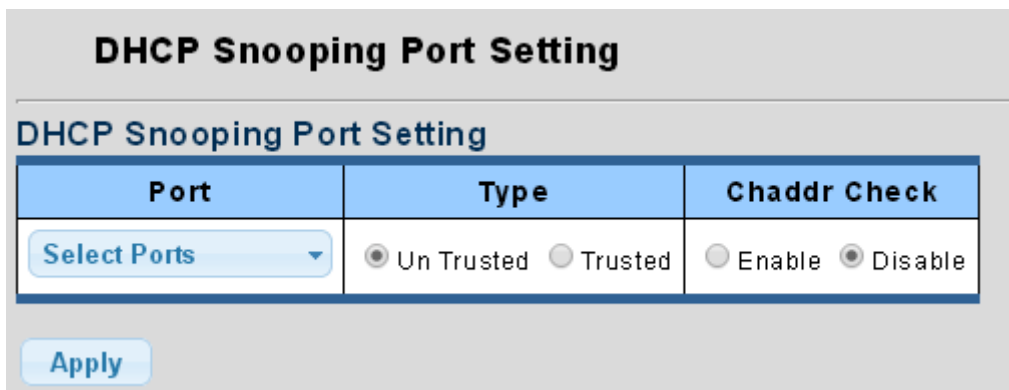 DHCP Snooping Port Setting
DHCP Snooping Port Setting
Port Type Chaddr Check
Select Ports Un Trusted Trusted Enable Disable
Apply